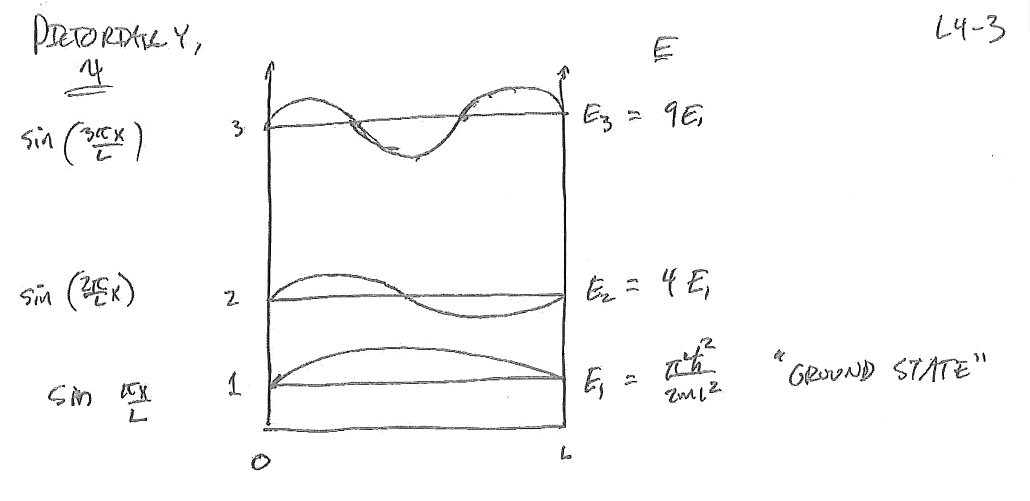 PICTORIALLY, L4-3
ψ E
sin (3πx/L) 3 E₃ = 9E₁
sin (2π/L x) 2 E₂ = 4E₁
sin πx/L 1 E₁ = π²ħ²/2mL² "GROUND STATE"
0 L